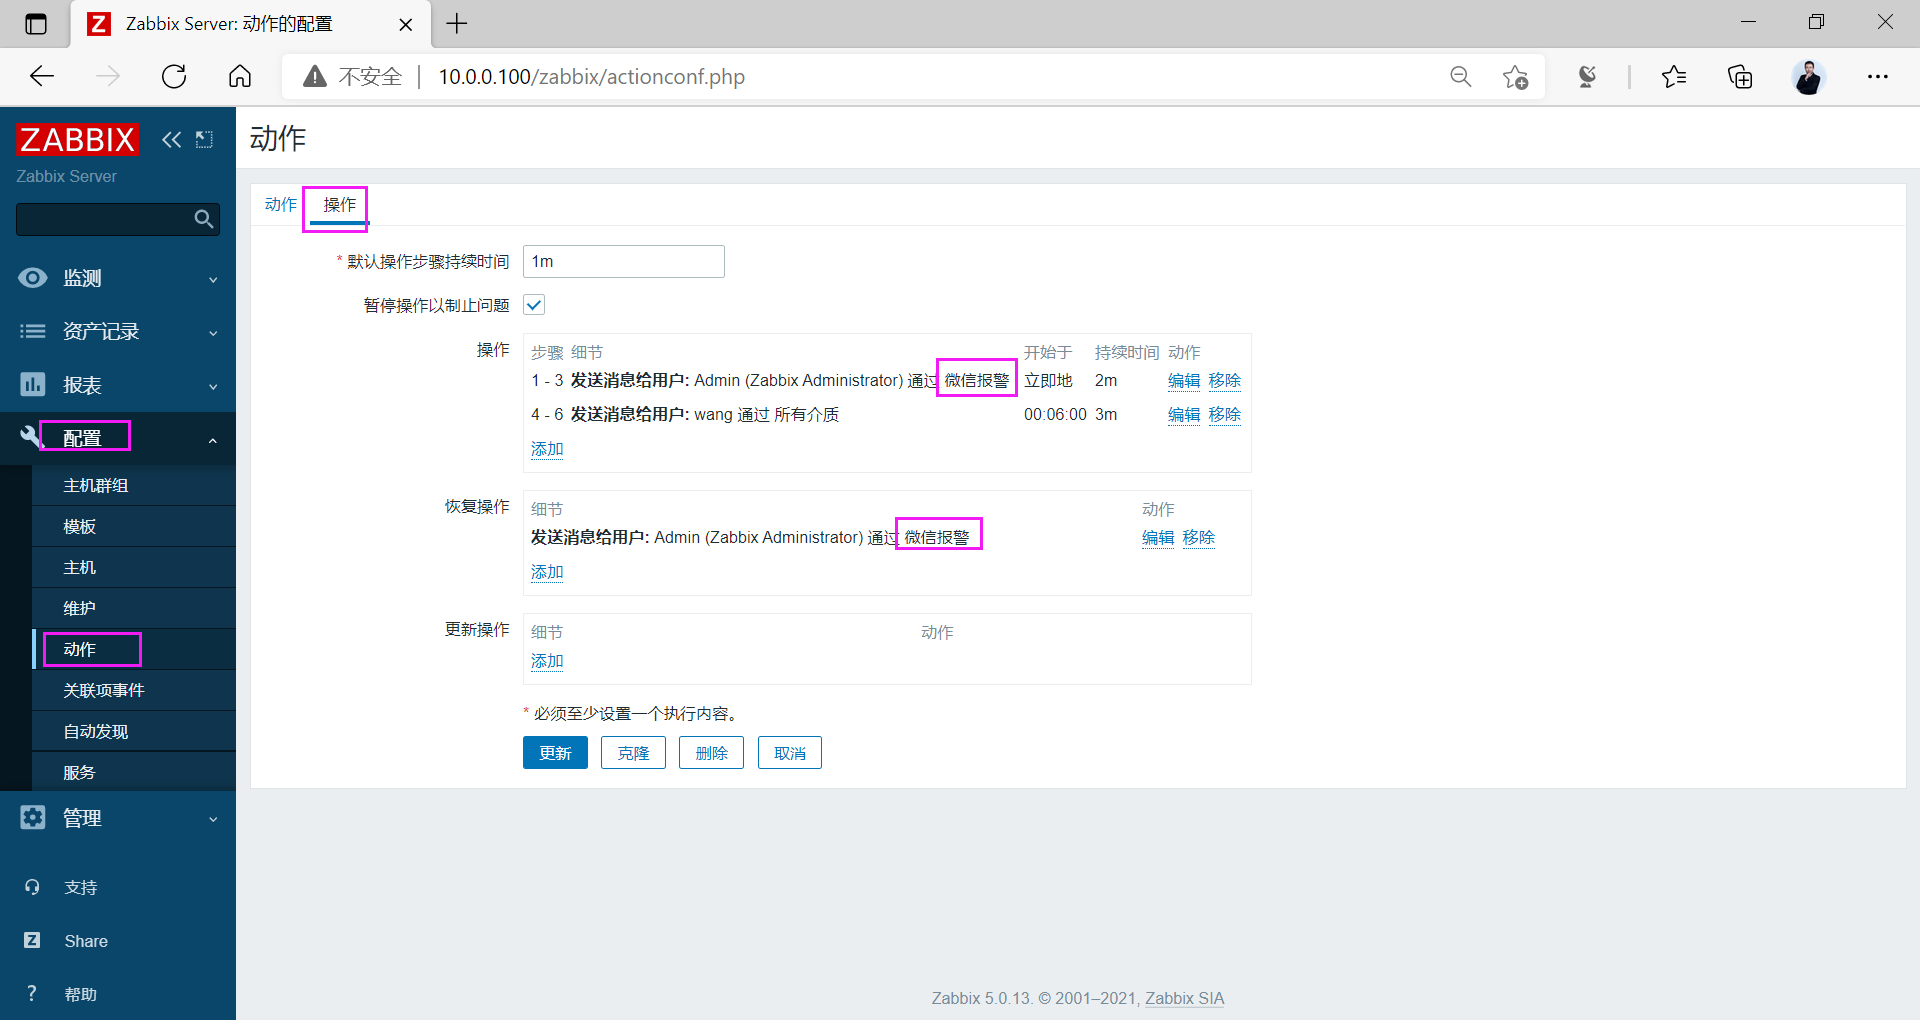 Zabbix Server: 动作的配置
不安全
10.0.0.100/zabbix/actionconf.php
ZABBIX
Zabbix Server
监测
资产记录
报表
配置
主机群组
模板
主机
维护
动作
关联项事件
自动发现
服务
管理
支持
Share
帮助
动作
动作 操作
* 默认操作步骤持续时间 1m
暂停操作以制止问题
操作 步骤 细节 开始于 持续时间 动作
1 - 3 发送消息给用户: Admin (Zabbix Administrator) 通过 微信报警 立即地 2m 编辑 移除
4 - 6 发送消息给用户: wang 通过 所有介质 00:06:00 3m 编辑 移除
添加
恢复操作 细节 动作
发送消息给用户: Admin (Zabbix Administrator) 通过 微信报警 编辑 移除
添加
更新操作 细节 动作
添加
* 必须至少设置一个执行内容。
更新 克隆 删除 取消
Zabbix 5.0.13. © 2001–2021, Zabbix SIA